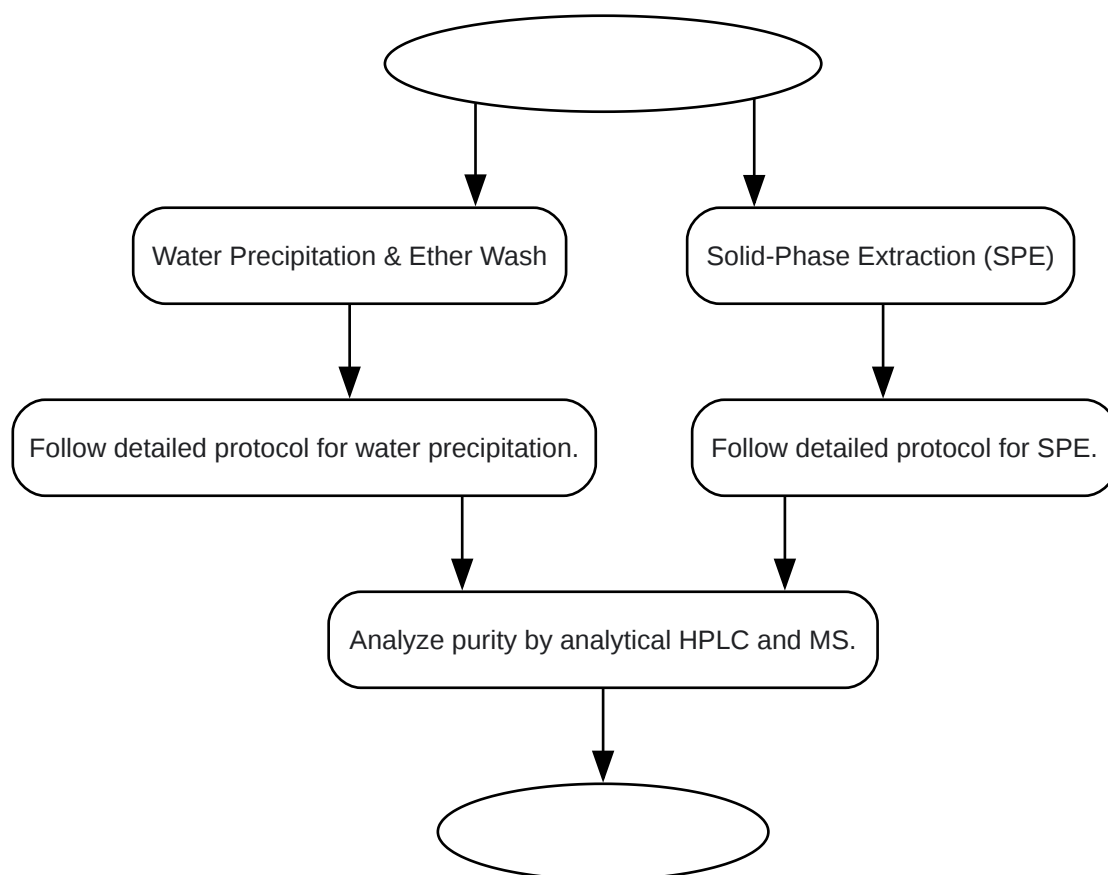 Water Precipitation & Ether Wash
Solid-Phase Extraction (SPE)
Follow detailed protocol for water precipitation.
Follow detailed protocol for SPE.
Analyze purity by analytical HPLC and MS.